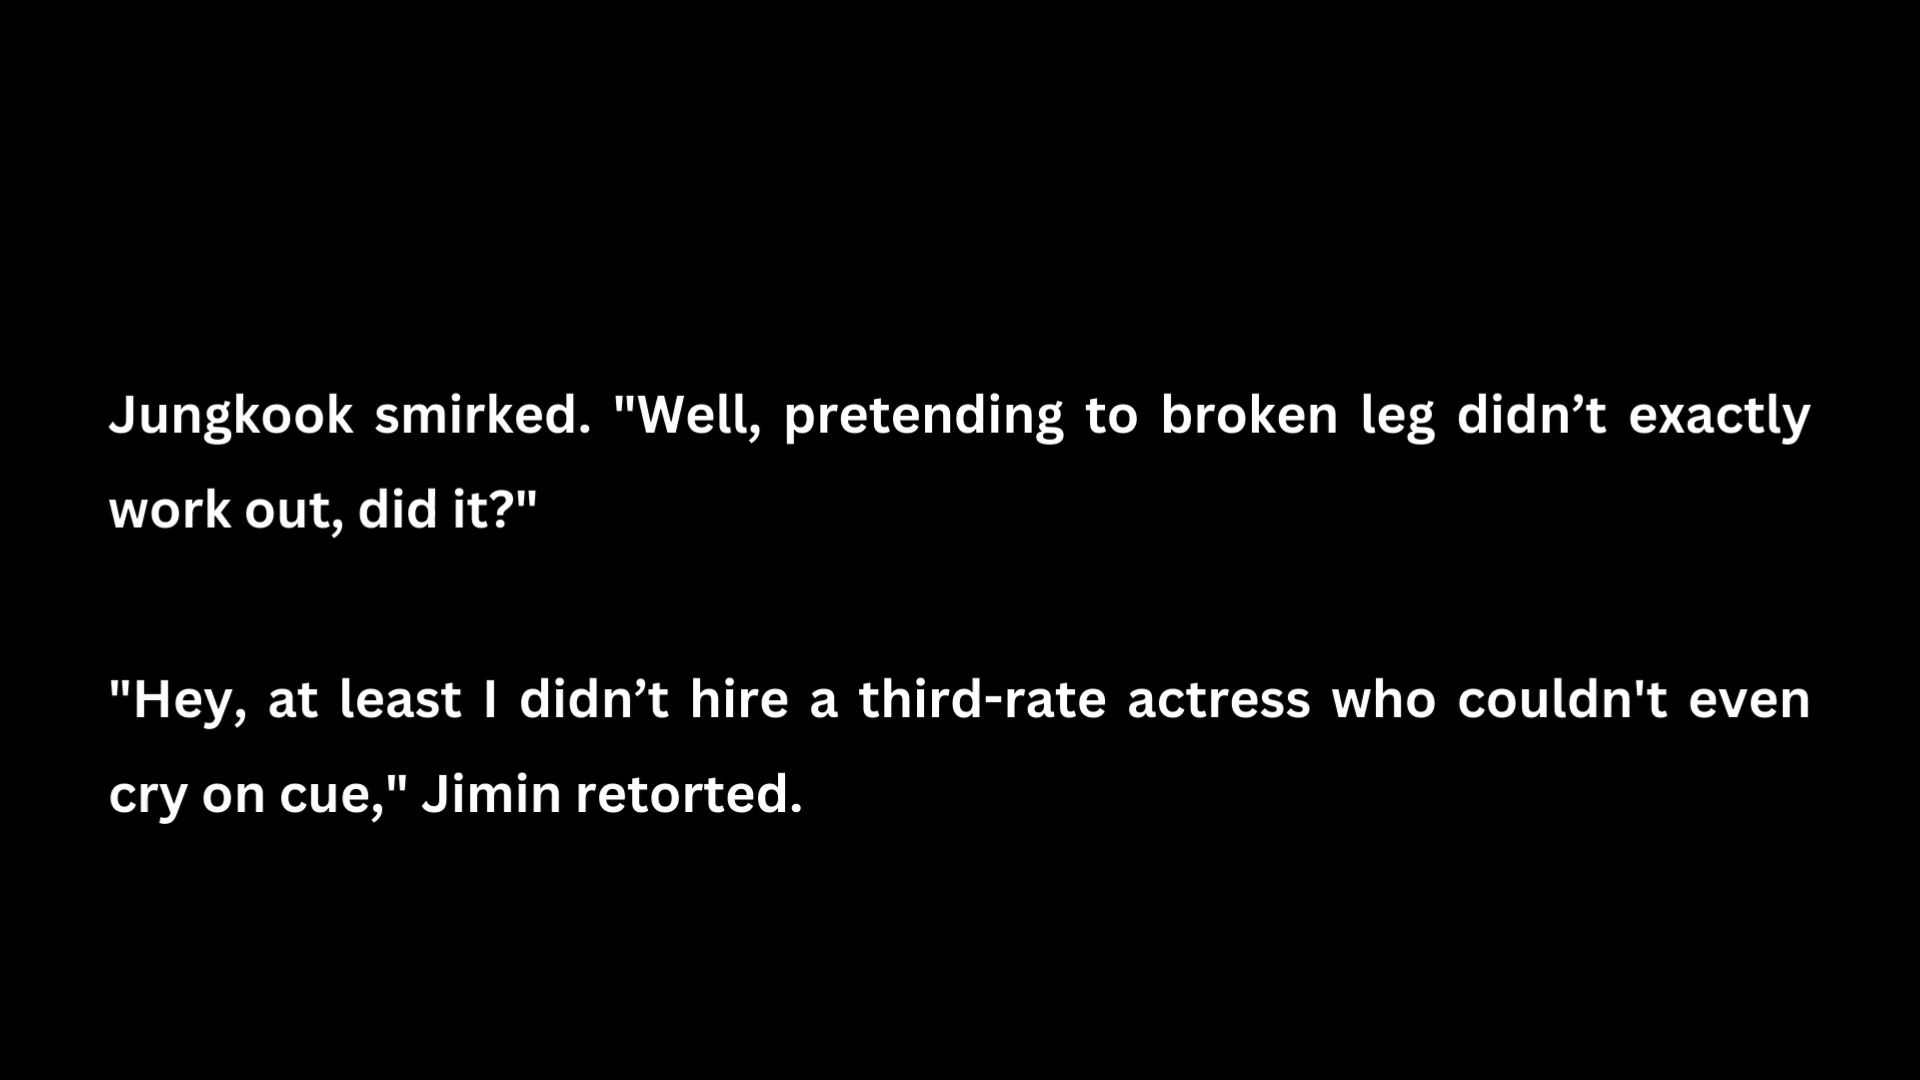 Jungkook smirked. "Well, pretending to broken leg didn’t exactly
work out, did it?"
"Hey, at least I didn’t hire a third-rate actress who couldn't even
cry on cue," Jimin retorted.